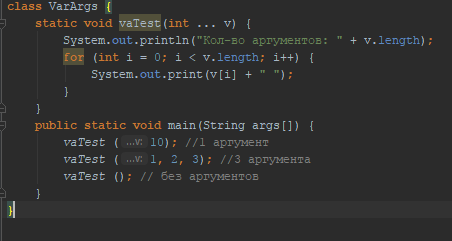 class VarArgs {
static void vaTest(int ... v) {
System.out.println("Кол-во аргументов: " + v.length);
for (int i = 0; i < v.length; i++) {
System.out.print(v[i] + " ");
}
}
public static void main(String args[]) {
vaTest ( ...v: 10); //1 аргумент
vaTest ( ...v: 1, 2, 3); //3 аргумента
vaTest (); // без аргументов
}
}